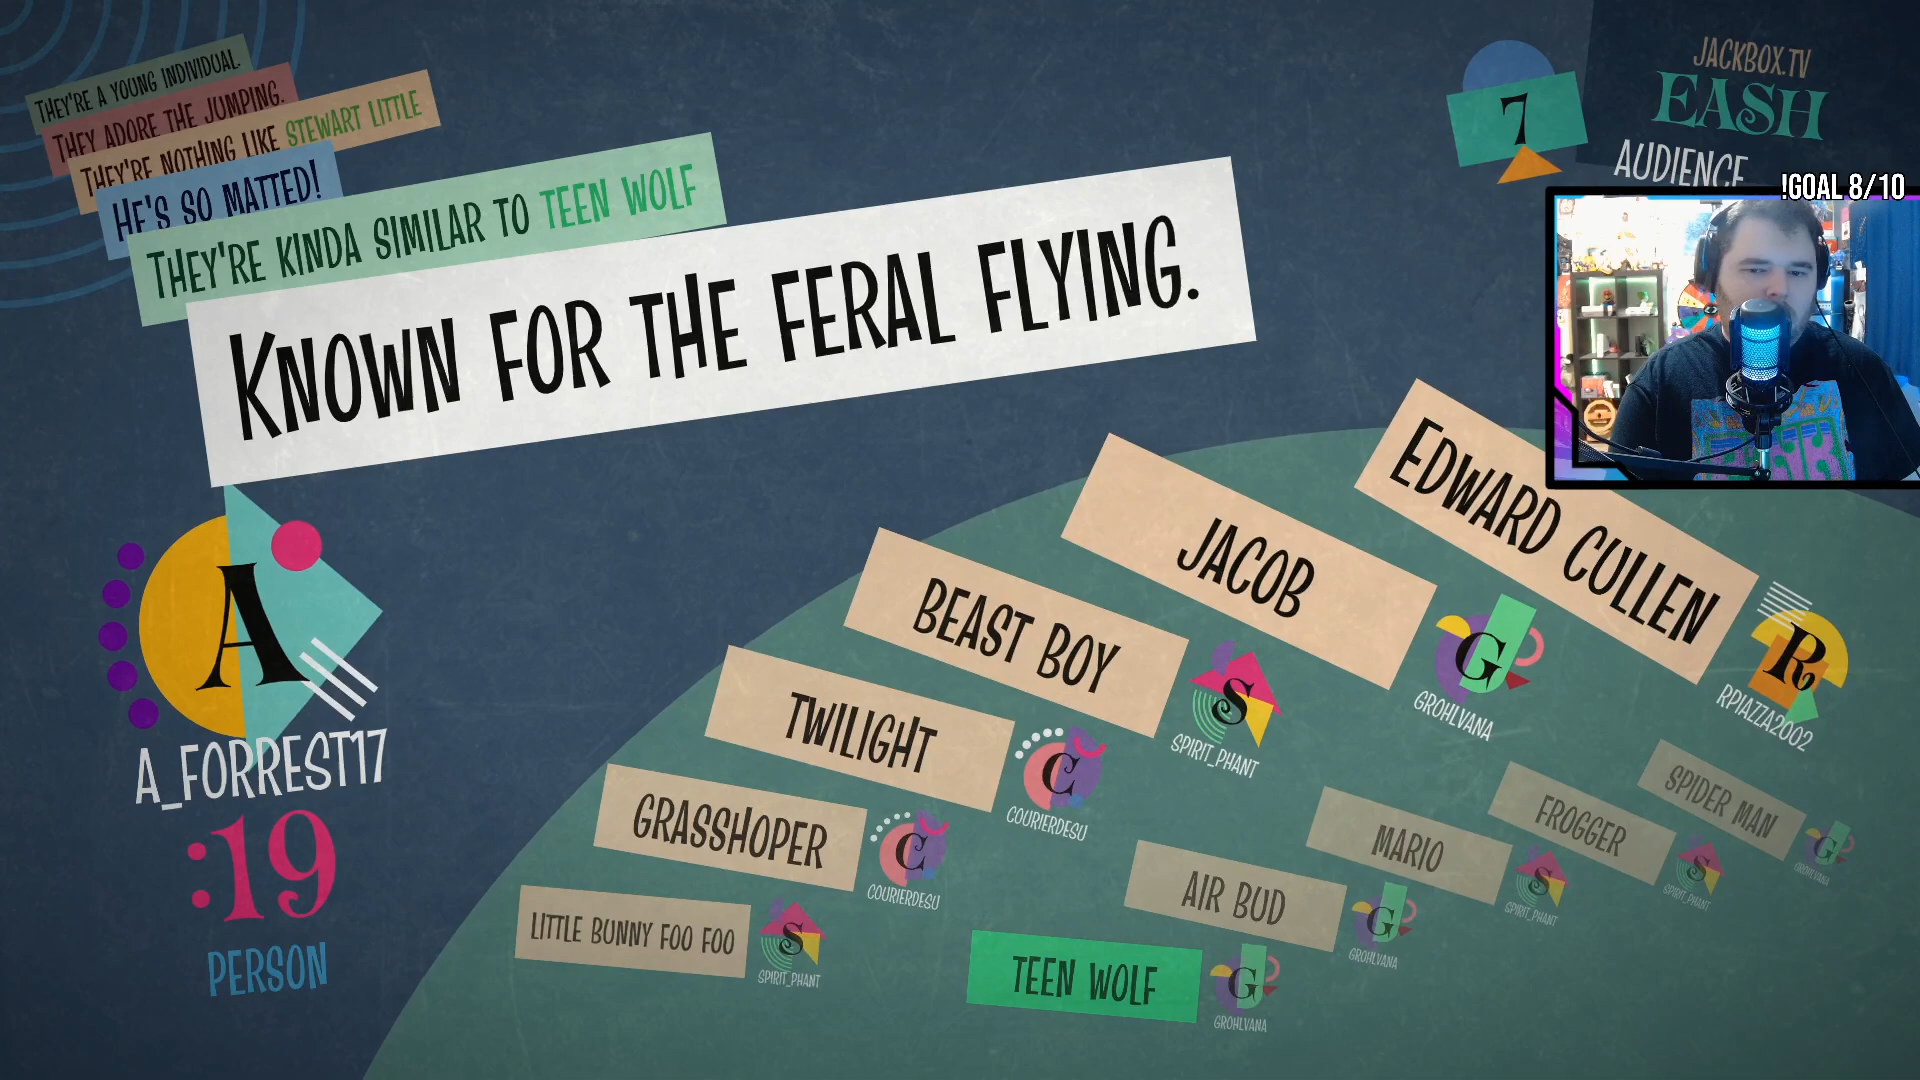 THEY'RE A YOUNG INDIVIDUAL.
THEY ADORE THE JUMPING.
THEY'RE NOTHING LIKE STEWART LITTLE
HE'S SO MATTED!
THEY'RE KINDA SIMILAR TO TEEN WOLF
KNOWN FOR THE FERAL FLYING.
7
JACKBOX.TV
EASH
AUDIENCE
!GOAL 8/10
A
A_FORREST17
:19
PERSON
EDWARD CULLEN
R
RPIAZZA2002
JACOB
G
GROHLVANA
BEAST BOY
S
SPIRIT_PHANT
TWILIGHT
C
COURIERDESU
GRASSHOPER
C
COURIERDESU
LITTLE BUNNY FOO FOO
S
SPIRIT_PHANT
SPIDER MAN
G
GROHLVANA
FROGGER
S
SPIRIT_PHANT
MARIO
S
SPIRIT_PHANT
AIR BUD
G
GROHLVANA
TEEN WOLF
G
GROHLVANA